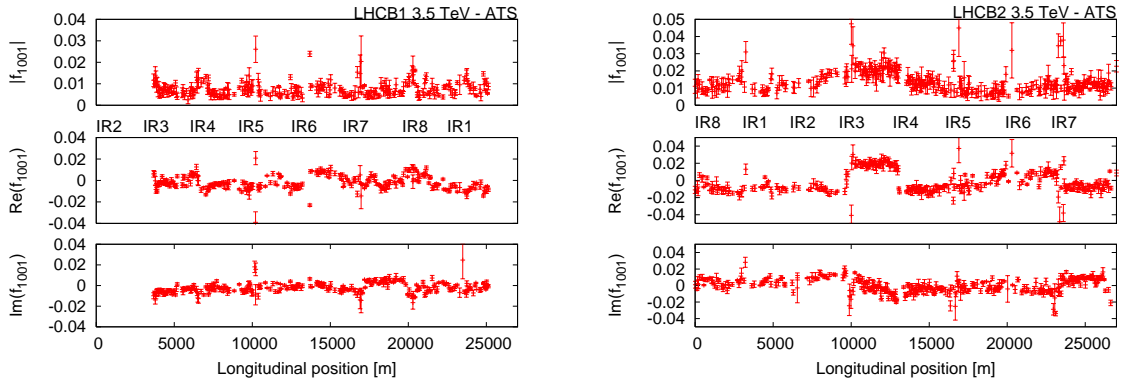 LHCB1 3.5 TeV - ATS
|f1001|
0.04
0.03
0.02
0.01
0
IR2 IR3 IR4 IR5 IR6 IR7 IR8 IR1
Re(f1001)
0.04
0.02
0
-0.02
-0.04
Im(f1001)
0.04
0.02
0
-0.02
-0.04
0 5000 10000 15000 20000 25000
Longitudinal position [m]
LHCB2 3.5 TeV - ATS
|f1001|
0.05
0.04
0.03
0.02
0.01
0
IR8 IR1 IR2 IR3 IR4 IR5 IR6 IR7
Re(f1001)
0.04
0.02
0
-0.02
-0.04
Im(f1001)
0.04
0.02
0
-0.02
-0.04
0 5000 10000 15000 20000 25000
Longitudinal position [m]